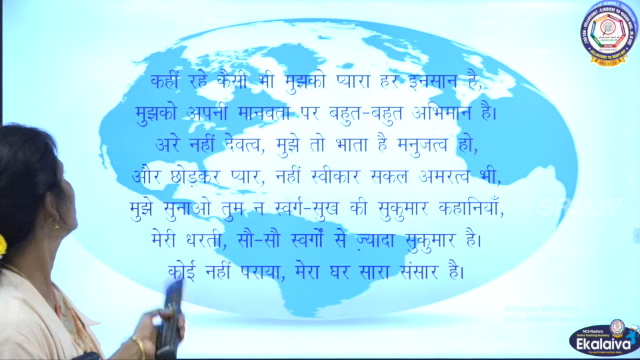 कहीं रहे कैसी भी मुझको प्यारा हर इनसान है,
मुझको अपनी मानवता पर बहुत-बहुत अभिमान है।
अरे नहीं देवत्व, मुझे तो भाता है मनुजत्व हो,
और छोड़कर प्यार, नहीं स्वीकार सकल अमरत्व भी,
मुझे सुनाओ तुम न स्वर्ग-सुख की सुकुमार कहानियाँ,
मेरी धरती, सौ-सौ स्वर्गों से ज़्यादा सुकुमार है।
कोई नहीं पराया, मेरा घर सारा संसार है।
Ekalaiva